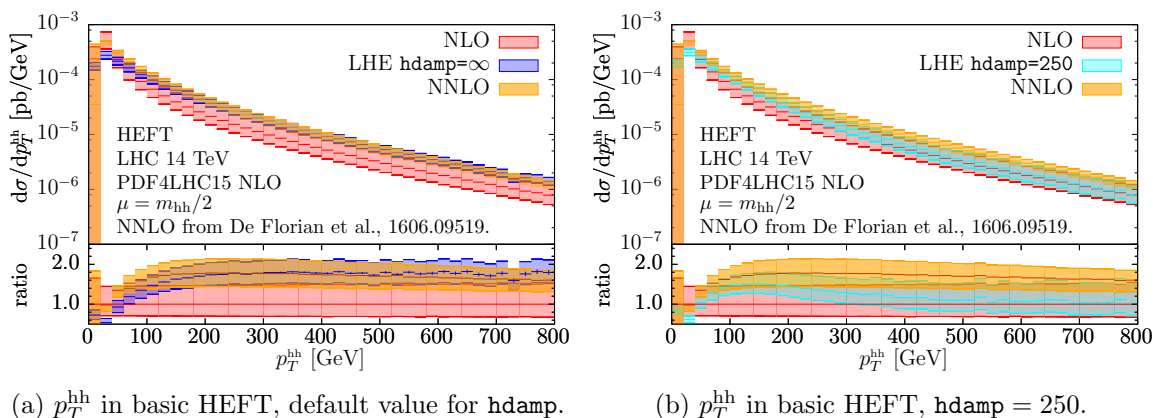 10⁻³
10⁻⁴
10⁻⁵
10⁻⁶
10⁻⁷
dσ/dp_T^hh [pb/GeV]
NLO
LHE hdamp=∞
NNLO
HEFT
LHC 14 TeV
PDF4LHC15 NLO
μ = m_hh/2
NNLO from De Florian et al., 1606.09519.
2.0
1.0
ratio
0 100 200 300 400 500 600 700 800
p_T^hh [GeV]
(a) p_T^hh in basic HEFT, default value for hdamp.
10⁻³
10⁻⁴
10⁻⁵
10⁻⁶
10⁻⁷
dσ/dp_T^hh [pb/GeV]
NLO
LHE hdamp=250
NNLO
HEFT
LHC 14 TeV
PDF4LHC15 NLO
μ = m_hh/2
NNLO from De Florian et al., 1606.09519.
2.0
1.0
ratio
0 100 200 300 400 500 600 700 800
p_T^hh [GeV]
(b) p_T^hh in basic HEFT, hdamp = 250.